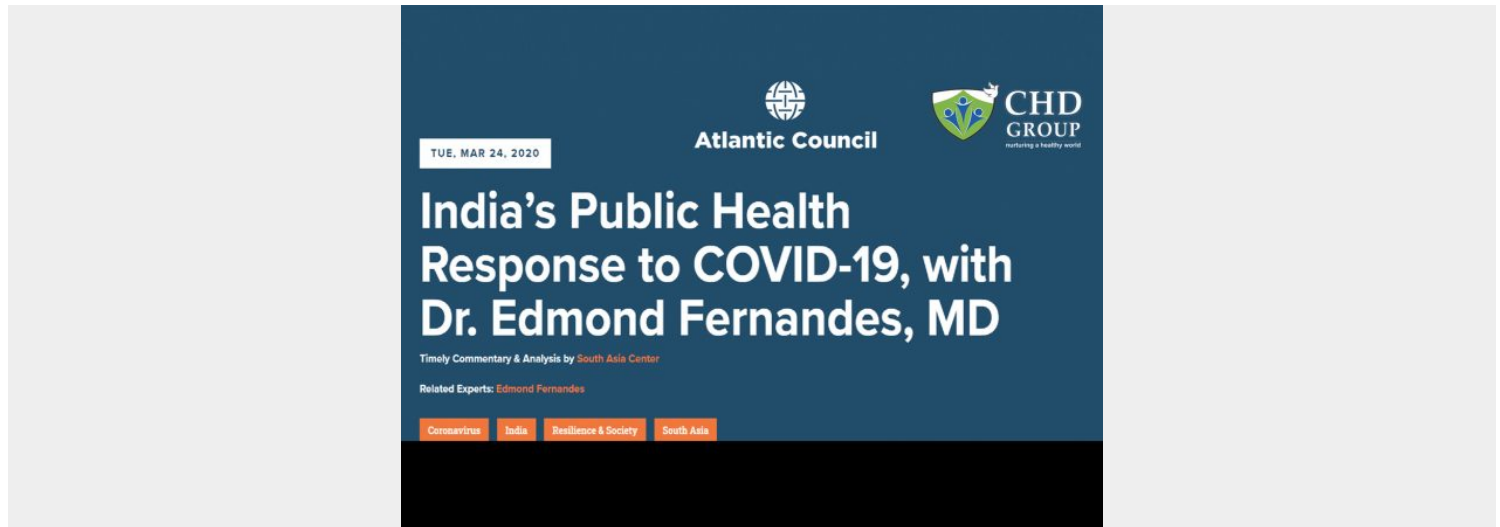 Atlantic Council
CHD
GROUP
nurturing a healthy world
TUE, MAR 24, 2020
India’s Public Health
Response to COVID-19, with
Dr. Edmond Fernandes, MD
Timely Commentary & Analysis by South Asia Center
Related Experts: Edmond Fernandes
Coronavirus India Resilience & Society South Asia